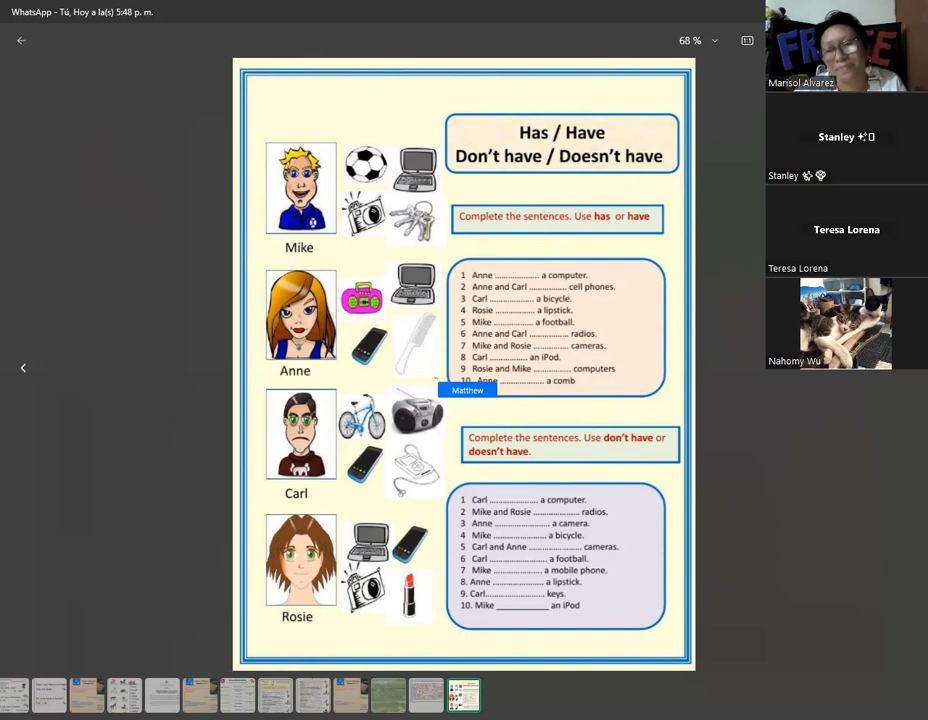 WhatsApp - Tú, Hoy a la(s) 5:48 p. m.
68 %
1:1
Has / Have
Don't have / Doesn't have
Complete the sentences. Use has or have
Mike
1 Anne ..................... a computer.
2 Anne and Carl .................. cell phones.
3 Carl .................... a bicycle.
4 Rosie .................. a lipstick.
5 Mike .................. a football.
6 Anne and Carl .................. radios.
7 Mike and Rosie ................ cameras.
8 Carl ................. an iPod.
9 Rosie and Mike ................. computers
10 Anne .................... a comb
Anne
Matthew
Complete the sentences. Use don't have or
doesn't have.
Carl
1 Carl ...................... a computer.
2 Mike and Rosie .................... radios.
3 Anne ......................... a camera.
4 Mike ........................ a bicycle.
5 Carl and Anne ....................... cameras.
6 Carl ......................... a football.
7 Mike ....................... a mobile phone.
8. Anne ....................... a lipstick.
9. Carl........................... keys.
10. Mike ___________ an iPod
Rosie
FR
E
Marisol Alvarez
Stanley
Stanley
Teresa Lorena
Teresa Lorena
Nahomy Wu